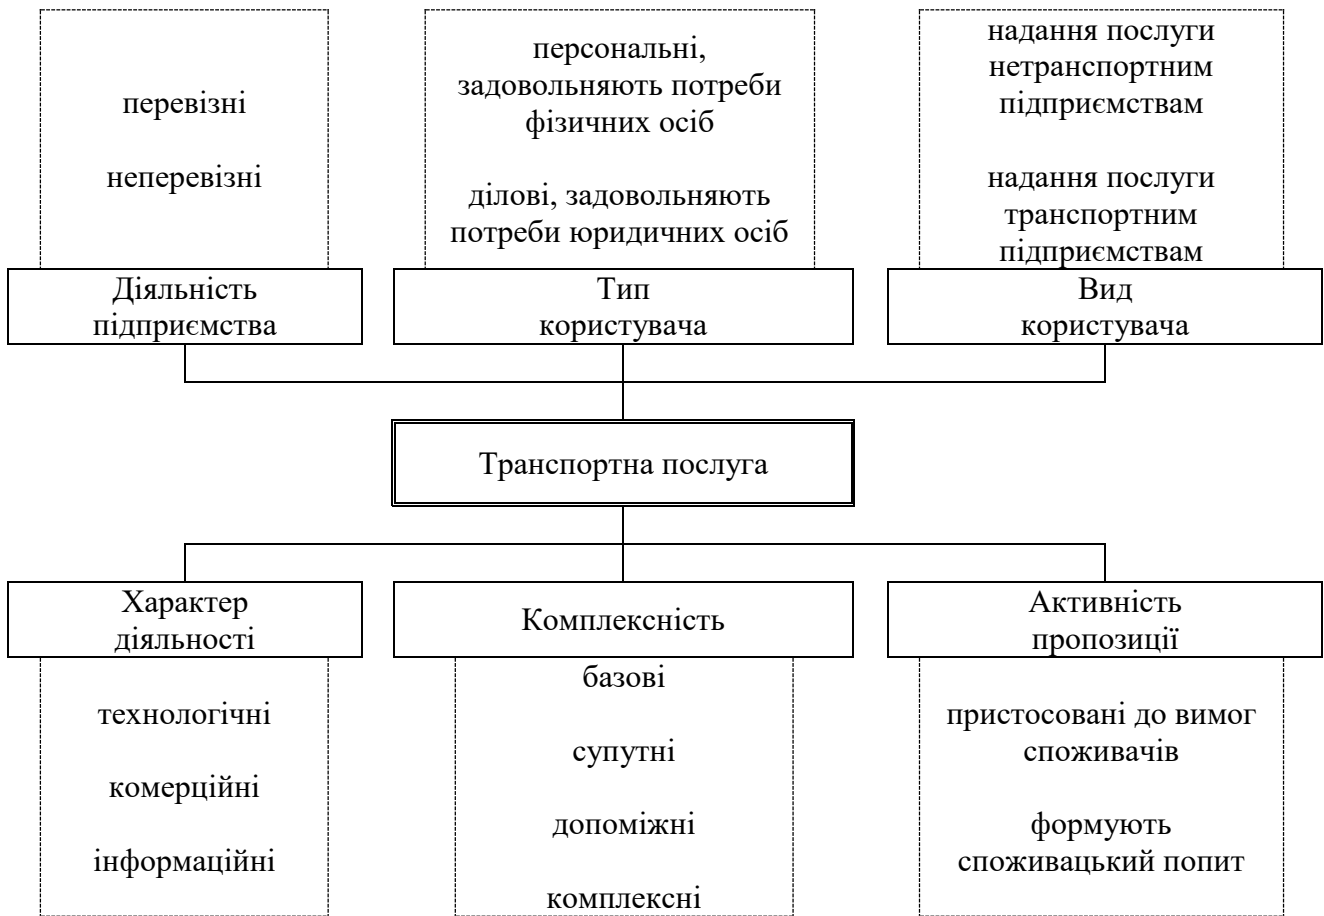 перевізні
неперевізні
Діяльність
підприємства
персональні,
задовольняють потреби
фізичних осіб
ділові, задовольняють
потреби юридичних осіб
Тип
користувача
надання послуги
нетранспортним
підприємствам
надання послуги
транспортним
підприємствам
Вид
користувача
Транспортна послуга
Характер
діяльності
технологічні
комерційні
інформаційні
Комплексність
базові
супутні
допоміжні
комплексні
Активність
пропозиції
пристосовані до вимог
споживачів
формують
споживацький попит